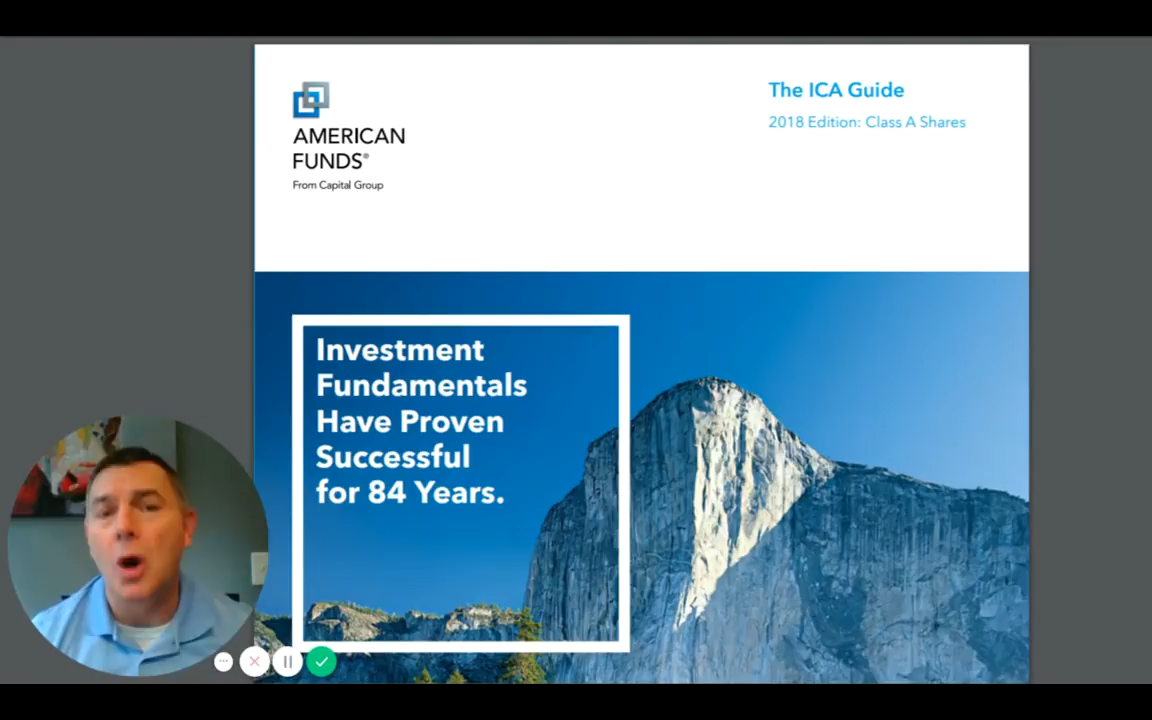 AMERICAN
FUNDS®
From Capital Group
The ICA Guide
2018 Edition: Class A Shares
Investment
Fundamentals
Have Proven
Successful
for 84 Years.